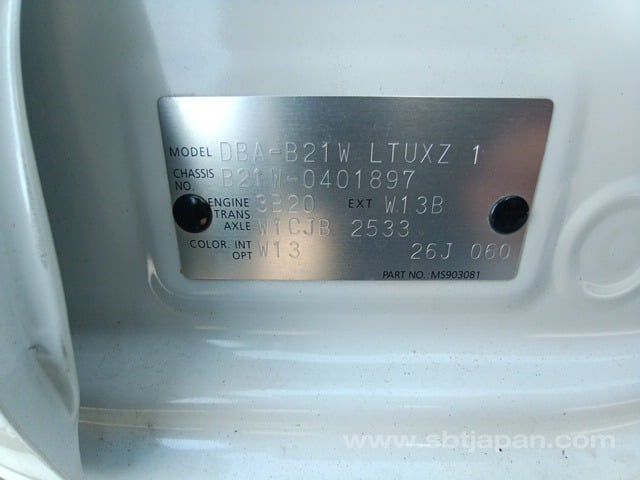 MODEL DBA-B21W LTUXZ 1
CHASSIS NO. B21W-0401897
ENGINE 3B20 EXT W13B
TRANS AXLE W1CJB 2533
COLOR. INT W13
OPT 26J 060
PART NO.: MS903081
www.sbtjapan.com